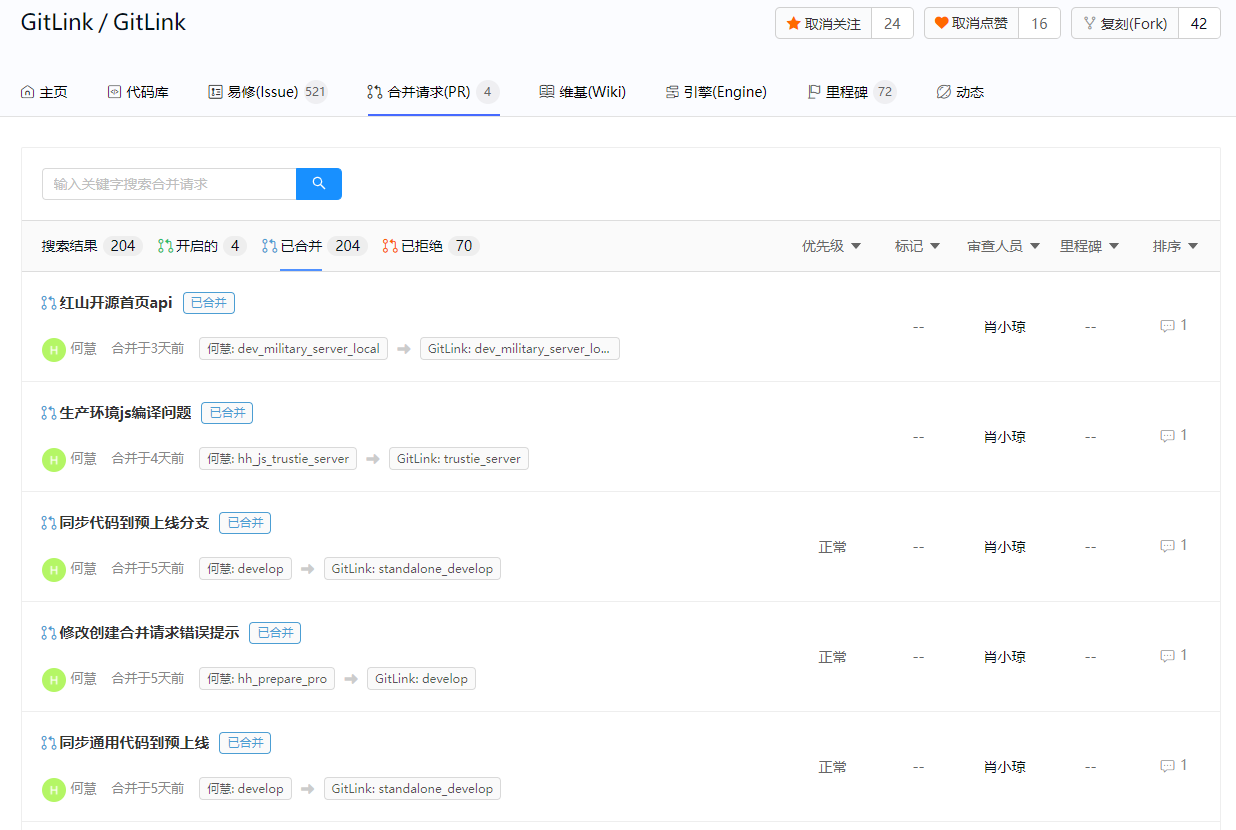 GitLink / GitLink
取消关注 24 取消点赞 16 复刻(Fork) 42
主页 代码库 易修(Issue) 521 合并请求(PR) 4 维基(Wiki) 引擎(Engine) 里程碑 72 动态
输入关键字搜索合并请求
搜索结果 204 开启的 4 已合并 204 已拒绝 70 优先级 标记 审查人员 里程碑 排序
红山开源首页api 已合并
-- 肖小琼 -- 1
H 何慧 合并于3天前 何慧: dev_military_server_local GitLink: dev_military_server_lo...
生产环境js编译问题 已合并
-- 肖小琼 -- 1
H 何慧 合并于4天前 何慧: hh_js_trustie_server GitLink: trustie_server
同步代码到预上线分支 已合并
正常 -- 肖小琼 -- 1
H 何慧 合并于5天前 何慧: develop GitLink: standalone_develop
修改创建合并请求错误提示 已合并
正常 -- 肖小琼 -- 1
H 何慧 合并于5天前 何慧: hh_prepare_pro GitLink: develop
同步通用代码到预上线 已合并
正常 -- 肖小琼 -- 1
H 何慧 合并于5天前 何慧: develop GitLink: standalone_develop